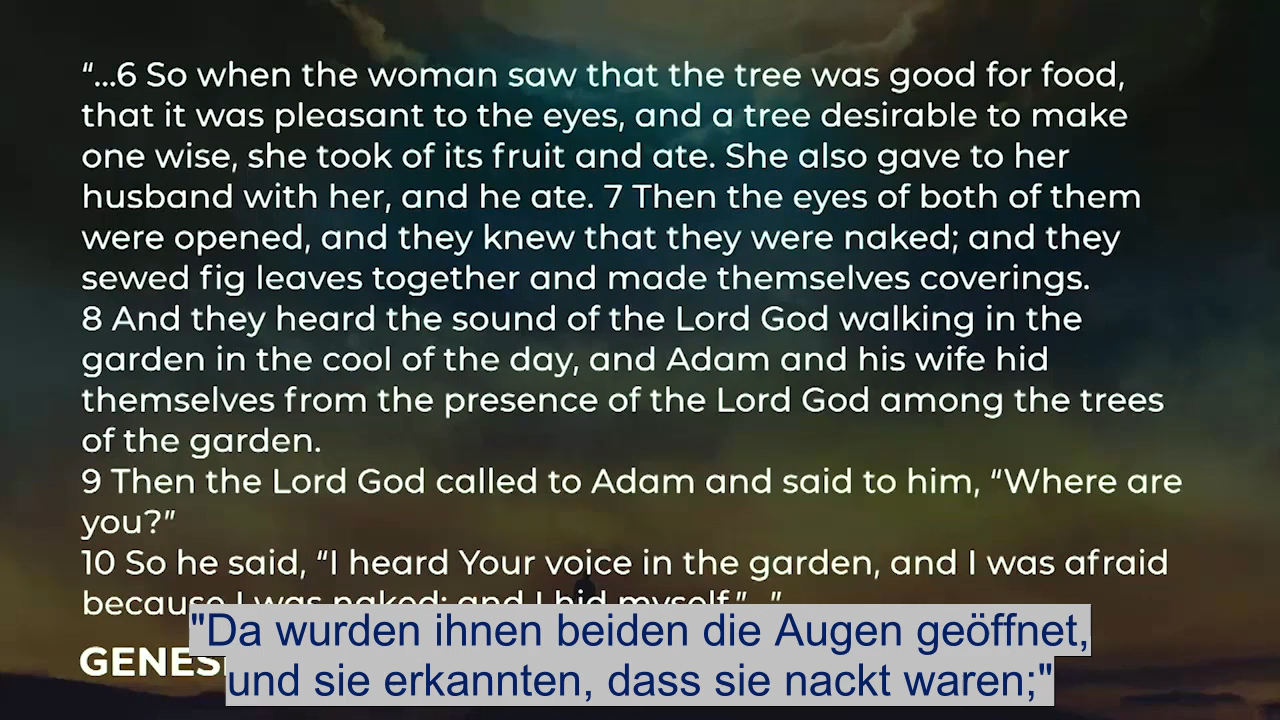 “...6 So when the woman saw that the tree was good for food,
that it was pleasant to the eyes, and a tree desirable to make
one wise, she took of its fruit and ate. She also gave to her
husband with her, and he ate. 7 Then the eyes of both of them
were opened, and they knew that they were naked; and they
sewed fig leaves together and made themselves coverings.
8 And they heard the sound of the Lord God walking in the
garden in the cool of the day, and Adam and his wife hid
themselves from the presence of the Lord God among the trees
of the garden.
9 Then the Lord God called to Adam and said to him, “Where are
you?”
10 So he said, “I heard Your voice in the garden, and I was afraid
because I was naked; and I hid myself.”...”
"Da wurden ihnen beiden die Augen geöffnet,
und sie erkannten, dass sie nackt waren;"